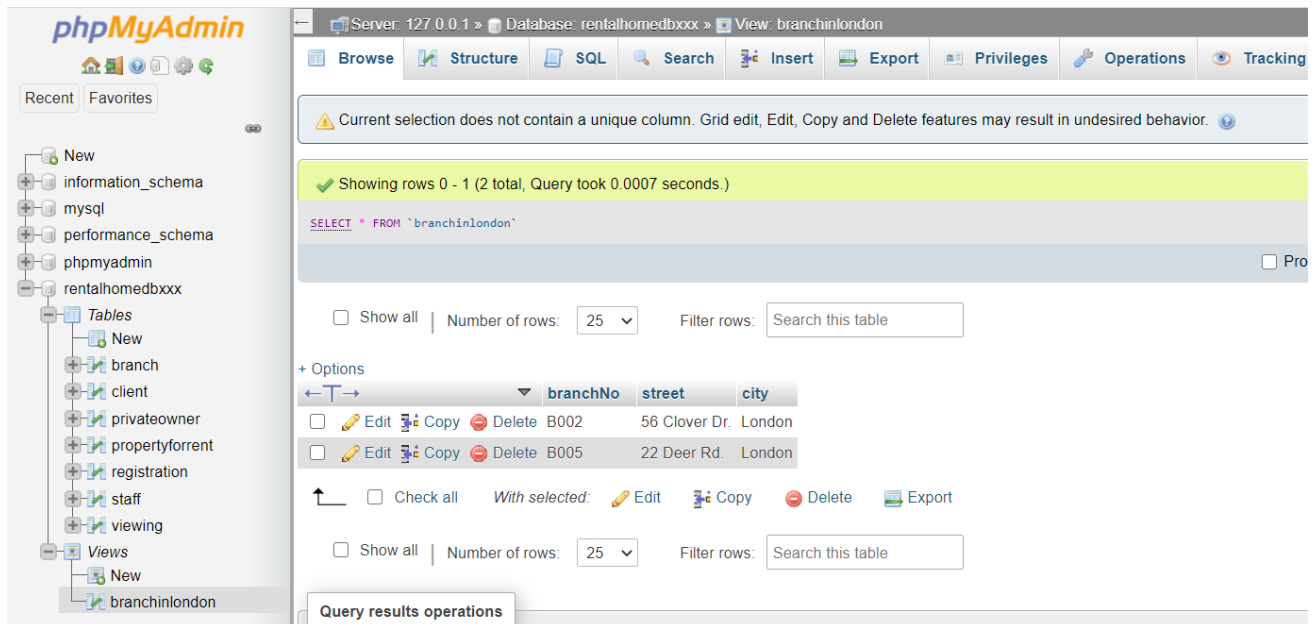 phpMyAdmin
Recent Favorites
New
information_schema
mysql
performance_schema
phpmyadmin
rentalhomedbxxx
Tables
New
branch
client
privateowner
propertyforrent
registration
staff
viewing
Views
New
branchinlondon
← Server: 127.0.0.1 » Database: rentalhomedbxxx » View: branchinlondon
Browse Structure SQL Search Insert Export Privileges Operations Tracking
Current selection does not contain a unique column. Grid edit, Edit, Copy and Delete features may result in undesired behavior.
Showing rows 0 - 1 (2 total, Query took 0.0007 seconds.)
SELECT * FROM `branchinlondon`
Pro
Show all | Number of rows: 25 Filter rows: Search this table
+ Options
←T→ branchNo street city
Edit Copy Delete B002 56 Clover Dr. London
Edit Copy Delete B005 22 Deer Rd. London
Check all With selected: Edit Copy Delete Export
Show all | Number of rows: 25 Filter rows: Search this table
Query results operations